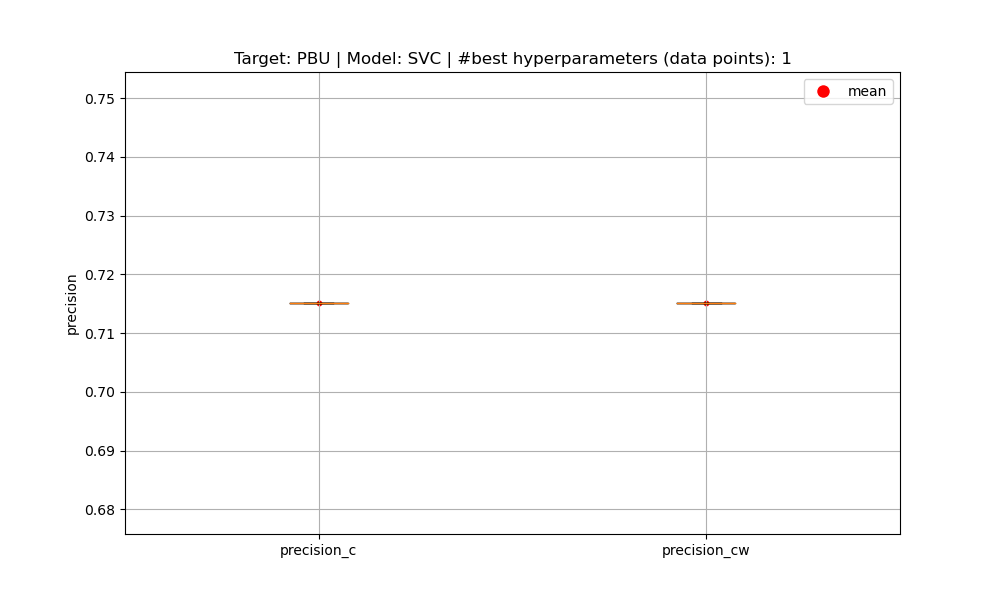 Target: PBU | Model: SVC | #best hyperparameters (data points): 1
mean
0.75
0.74
0.73
0.72
0.71
0.70
0.69
0.68
precision
precision_c
precision_cw